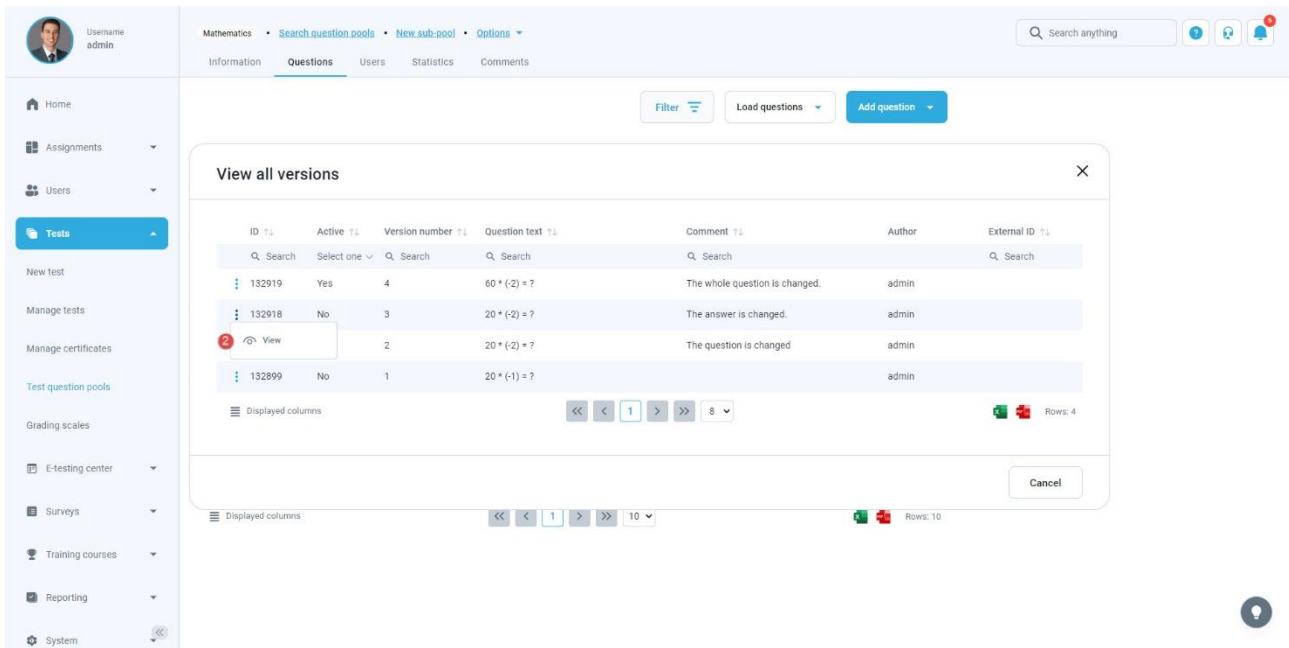 Username
admin
Mathematics • Search question pools • New sub-pool • Options
Search anything
9
Information Questions Users Statistics Comments
Home
Assignments
Users
Tests
New test
Manage tests
Manage certificates
Test question pools
Grading scales
E-testing center
Surveys
Training courses
Reporting
System
Filter Load questions Add question
View all versions
ID Active Version number Question text Comment Author External ID
Search Select one Search Search Search Search
132919 Yes 4 60 * (-2) = ? The whole question is changed. admin
132918 No 3 20 * (-2) = ? The answer is changed. admin
2 View 2 20 * (-2) = ? The question is changed admin
132899 No 1 20 * (-1) = ? admin
Displayed columns << < 1 > >> 8 Rows: 4
Cancel
Displayed columns << < 1 > >> 10 Rows: 10